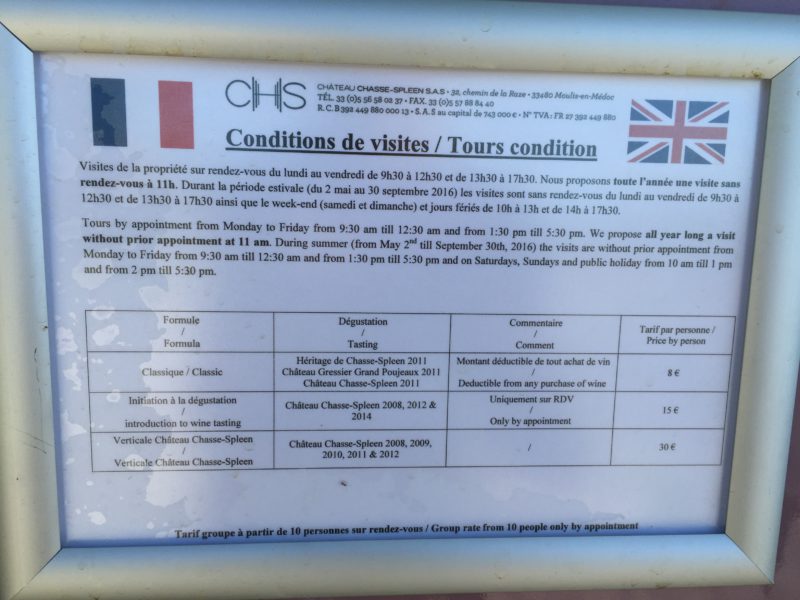 CHS
CHÂTEAU CHASSE-SPLEEN S.A.S • 32, chemin de la Raze • 33480 Moulis-en-Médoc
TÉL. 33 (0)5 56 58 02 37 • FAX. 33 (0)5 57 88 84 40
R. C. B 392 449 880 000 13 • S. A. S au capital de 743 000 € • N° TVA: FR 27 392 449 880
Conditions de visites / Tours condition
Visites de la propriété sur rendez-vous du lundi au vendredi de 9h30 à 12h30 et de 13h30 à 17h30. Nous proposons toute l'année une visite sans
rendez-vous à 11h. Durant la période estivale (du 2 mai au 30 septembre 2016) les visites sont sans rendez-vous du lundi au vendredi de 9h30 à
12h30 et de 13h30 à 17h30 ainsi que le week-end (samedi et dimanche) et jours fériés de 10h à 13h et de 14h à 17h30.
Tours by appointment from Monday to Friday from 9:30 am till 12:30 am and from 1:30 pm till 5:30 pm. We propose all year long a visit
without prior appointment at 11 am. During summer (from May 2nd till September 30th, 2016) the visits are without prior appointment from
Monday to Friday from 9:30 am till 12:30 am and from 1:30 pm till 5:30 pm and on Saturdays, Sundays and public holiday from 10 am till 1 pm
and from 2 pm till 5:30 pm.
Formule
/
Formula
Dégustation
/
Tasting
Commentaire
/
Comment
Tarif par personne /
Price by person
Classique / Classic
Héritage de Chasse-Spleen 2011
Château Gressier Grand Poujeaux 2011
Château Chasse-Spleen 2011
Montant déductible de tout achat de vin
/
Deductible from any purchase of wine
8 €
Initiation à la dégustation
/
introduction to wine tasting
Château Chasse-Spleen 2008, 2012 &
2014
Uniquement sur RDV
/
Only by appointment
15 €
Verticale Château Chasse-Spleen
/
Verticale Château Chasse-Spleen
Château Chasse-Spleen 2008, 2009,
2010, 2011 & 2012
/
30 €
Tarif groupe à partir de 10 personnes sur rendez-vous / Group rate from 10 people only by appointment